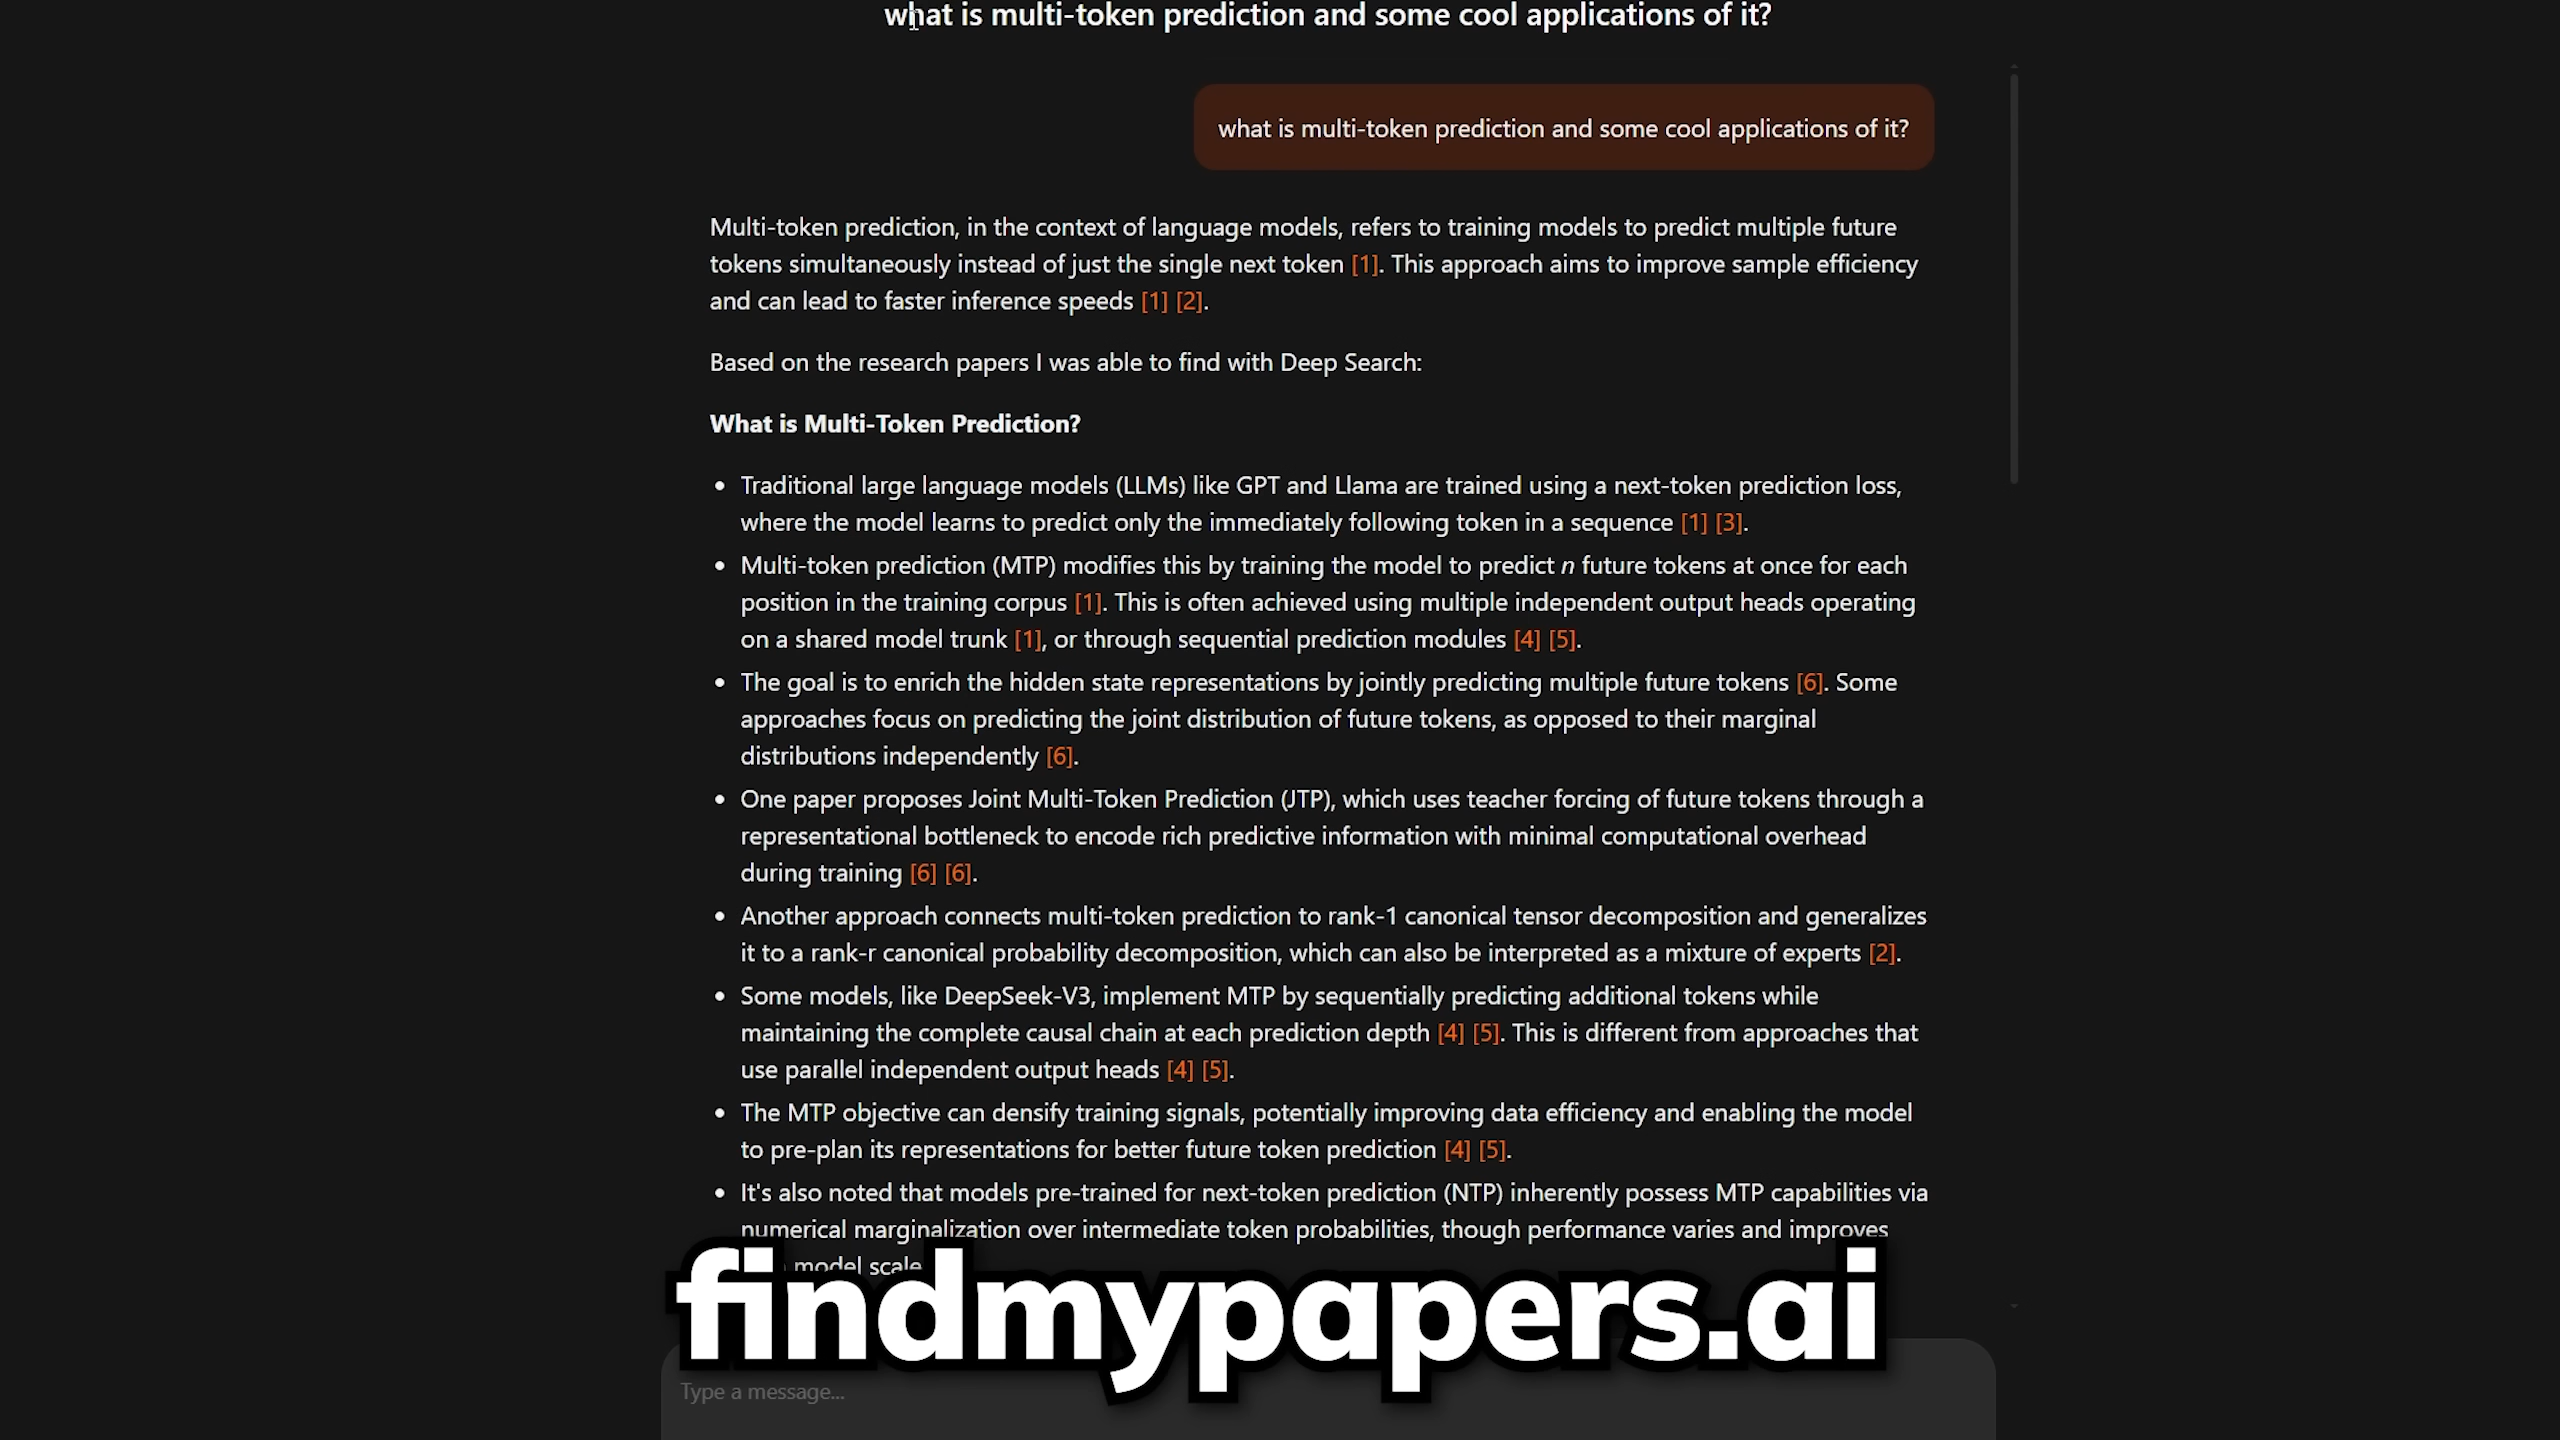 what is multi-token prediction and some cool applications of it?
what is multi-token prediction and some cool applications of it?
Multi-token prediction, in the context of language models, refers to training models to predict multiple future
tokens simultaneously instead of just the single next token [1]. This approach aims to improve sample efficiency
and can lead to faster inference speeds [1] [2].
Based on the research papers I was able to find with Deep Search:
What is Multi-Token Prediction?
• Traditional large language models (LLMs) like GPT and Llama are trained using a next-token prediction loss,
where the model learns to predict only the immediately following token in a sequence [1] [3].
• Multi-token prediction (MTP) modifies this by training the model to predict n future tokens at once for each
position in the training corpus [1]. This is often achieved using multiple independent output heads operating
on a shared model trunk [1], or through sequential prediction modules [4] [5].
• The goal is to enrich the hidden state representations by jointly predicting multiple future tokens [6]. Some
approaches focus on predicting the joint distribution of future tokens, as opposed to their marginal
distributions independently [6].
• One paper proposes Joint Multi-Token Prediction (JTP), which uses teacher forcing of future tokens through a
representational bottleneck to encode rich predictive information with minimal computational overhead
during training [6] [6].
• Another approach connects multi-token prediction to rank-1 canonical tensor decomposition and generalizes
it to a rank-r canonical probability decomposition, which can also be interpreted as a mixture of experts [2].
• Some models, like DeepSeek-V3, implement MTP by sequentially predicting additional tokens while
maintaining the complete causal chain at each prediction depth [4] [5]. This is different from approaches that
use parallel independent output heads [4] [5].
• The MTP objective can densify training signals, potentially improving data efficiency and enabling the model
to pre-plan its representations for better future token prediction [4] [5].
• It's also noted that models pre-trained for next-token prediction (NTP) inherently possess MTP capabilities via
numerical marginalization over intermediate token probabilities, though performance varies and improves
model scale
findmypapers.ai
Type a message...